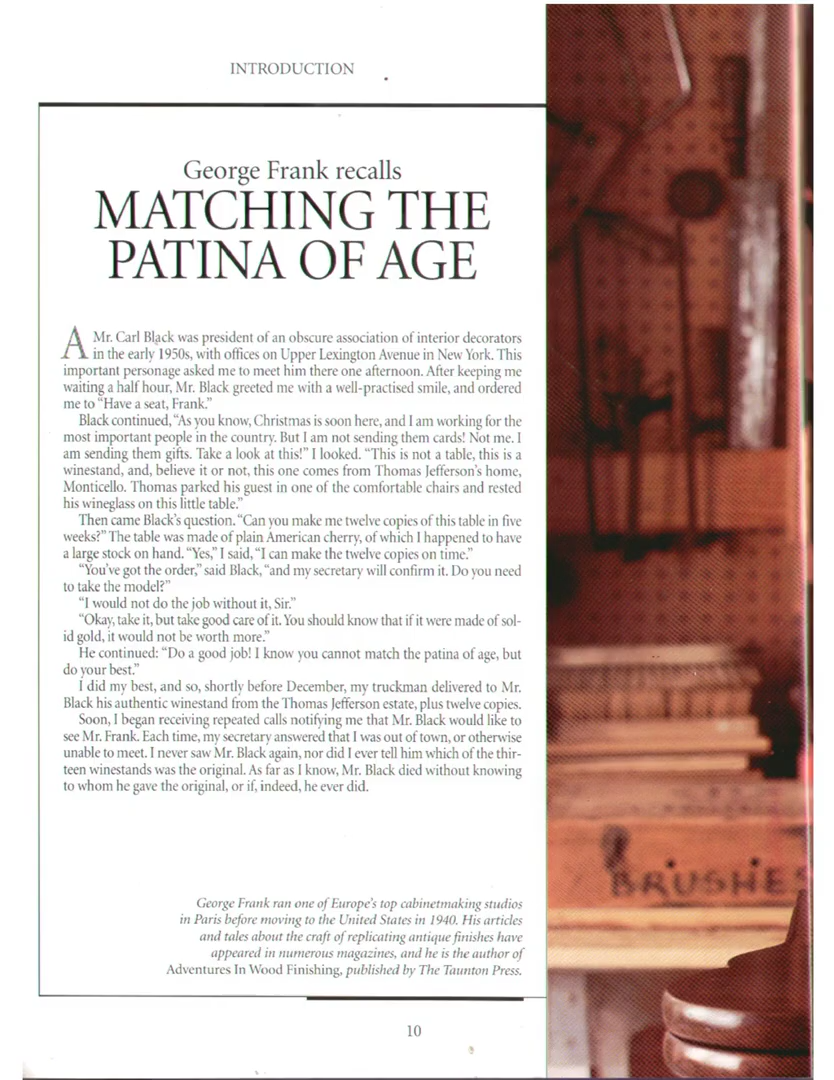 INTRODUCTION
George Frank recalls
MATCHING THE
PATINA OF AGE
A Mr. Carl Black was president of an obscure association of interior decorators
in the early 1950s, with offices on Upper Lexington Avenue in New York. This
important personage asked me to meet him there one afternoon. After keeping me
waiting a half hour, Mr. Black greeted me with a well-practised smile, and ordered
me to “Have a seat, Frank.”
Black continued, “As you know, Christmas is soon here, and I am working for the
most important people in the country. But I am not sending them cards! Not me. I
am sending them gifts. Take a look at this!” I looked. “This is not a table, this is a
winestand, and, believe it or not, this one comes from Thomas Jefferson’s home,
Monticello. Thomas parked his guest in one of the comfortable chairs and rested
his wineglass on this little table.”
Then came Black’s question. “Can you make me twelve copies of this table in five
weeks?” The table was made of plain American cherry, of which I happened to have
a large stock on hand. “Yes,” I said, “I can make the twelve copies on time.”
“You’ve got the order,” said Black, “and my secretary will confirm it. Do you need
to take the model?”
“I would not do the job without it, Sir.”
“Okay, take it, but take good care of it. You should know that if it were made of sol-
id gold, it would not be worth more.”
He continued: “Do a good job! I know you cannot match the patina of age, but
do your best.”
I did my best, and so, shortly before December, my truckman delivered to Mr.
Black his authentic winestand from the Thomas Jefferson estate, plus twelve copies.
Soon, I began receiving repeated calls notifying me that Mr. Black would like to
see Mr. Frank. Each time, my secretary answered that I was out of town, or otherwise
unable to meet. I never saw Mr. Black again, nor did I ever tell him which of the thir-
teen winestands was the original. As far as I know, Mr. Black died without knowing
to whom he gave the original, or if, indeed, he ever did.
George Frank ran one of Europe’s top cabinetmaking studios
in Paris before moving to the United States in 1940. His articles
and tales about the craft of replicating antique finishes have
appeared in numerous magazines, and he is the author of
Adventures In Wood Finishing, published by The Taunton Press.
10
BRUSHES